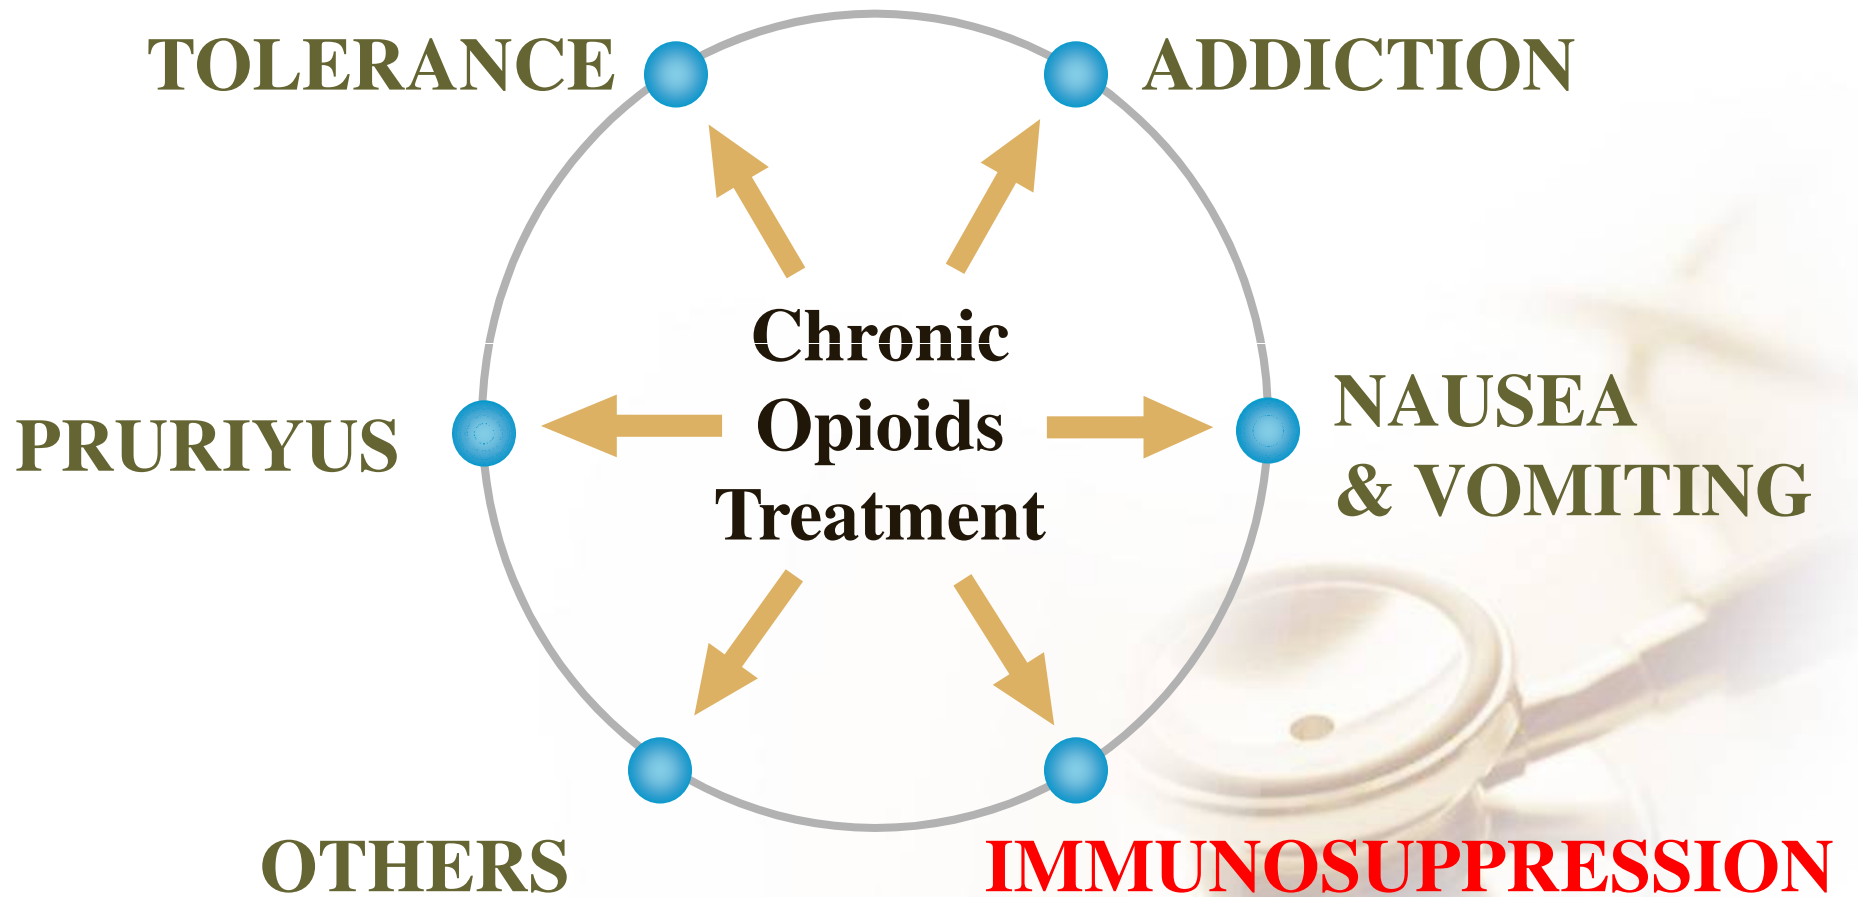 TOLERANCE
ADDICTION
Chronic
Opioids
Treatment
PRURIYUS
NAUSEA
& VOMITING
OTHERS
IMMUNOSUPPRESSION